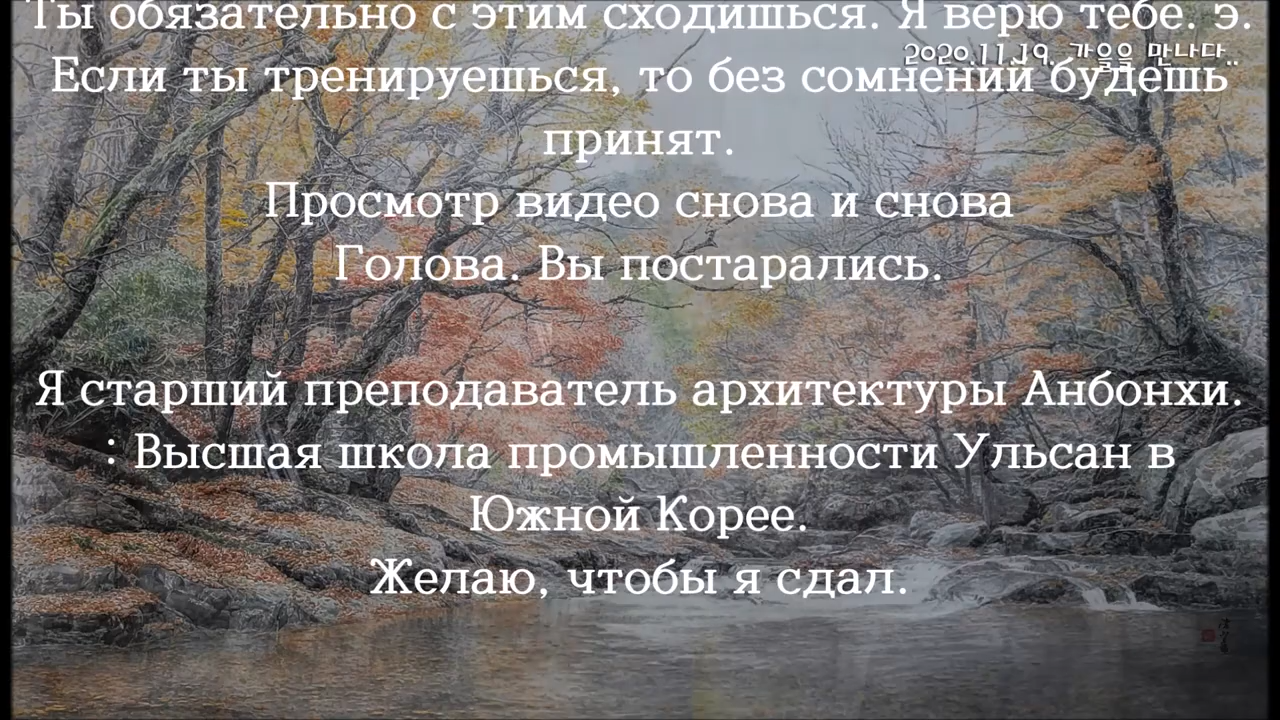 Ты обязательно с этим сходишься. Я верю тебе. э.
2020.11.19. 가을을 만나다..
Если ты тренируешься, то без сомнений будешь
принят.
Просмотр видео снова и снова
Голова. Вы постарались.
Я старший преподаватель архитектуры Анбонхи.
: Высшая школа промышленности Ульсан в
Южной Корее.
Желаю, чтобы я сдал.